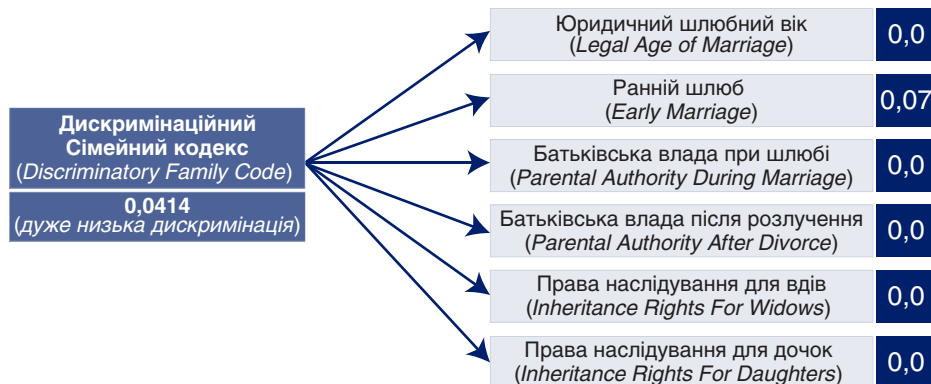 Дискримінаційний
Сімейний кодекс
(Discriminatory Family Code)
0,0414
(дуже низька дискримінація)
Юридичний шлюбний вік
(Legal Age of Marriage)
0,0
Ранній шлюб
(Early Marriage)
0,07
Батьківська влада при шлюбі
(Parental Authority During Marriage)
0,0
Батьківська влада після розлучення
(Parental Authority After Divorce)
0,0
Права наслідування для вдів
(Inheritance Rights For Widows)
0,0
Права наслідування для дочок
(Inheritance Rights For Daughters)
0,0